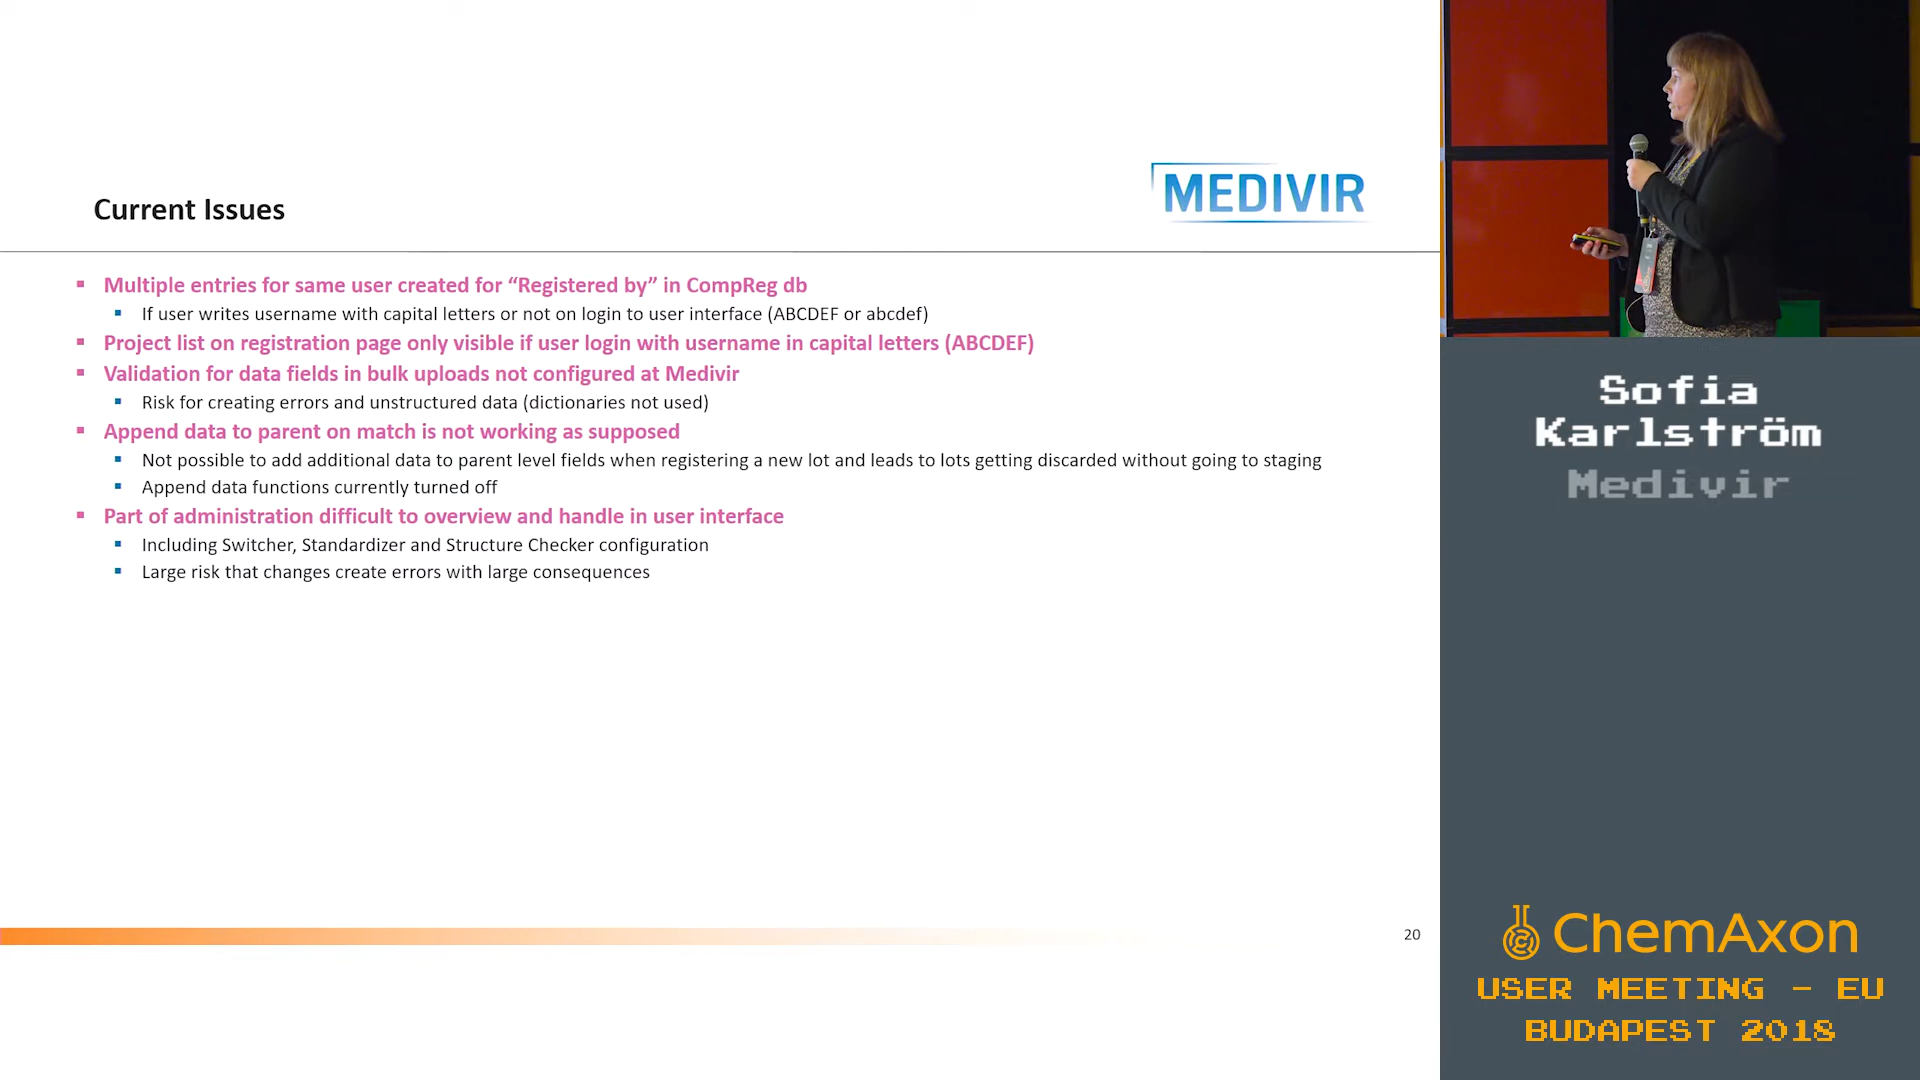 Current Issues
MEDIVIR
Multiple entries for same user created for “Registered by” in CompReg db
If user writes username with capital letters or not on login to user interface (ABCDEF or abcdef)
Project list on registration page only visible if user login with username in capital letters (ABCDEF)
Validation for data fields in bulk uploads not configured at Medivir
Risk for creating errors and unstructured data (dictionaries not used)
Append data to parent on match is not working as supposed
Not possible to add additional data to parent level fields when registering a new lot and leads to lots getting discarded without going to staging
Append data functions currently turned off
Part of administration difficult to overview and handle in user interface
Including Switcher, Standardizer and Structure Checker configuration
Large risk that changes create errors with large consequences
20
Sofia
Karlström
Medivir
ChemAxon
USER MEETING - EU
BUDAPEST 2018